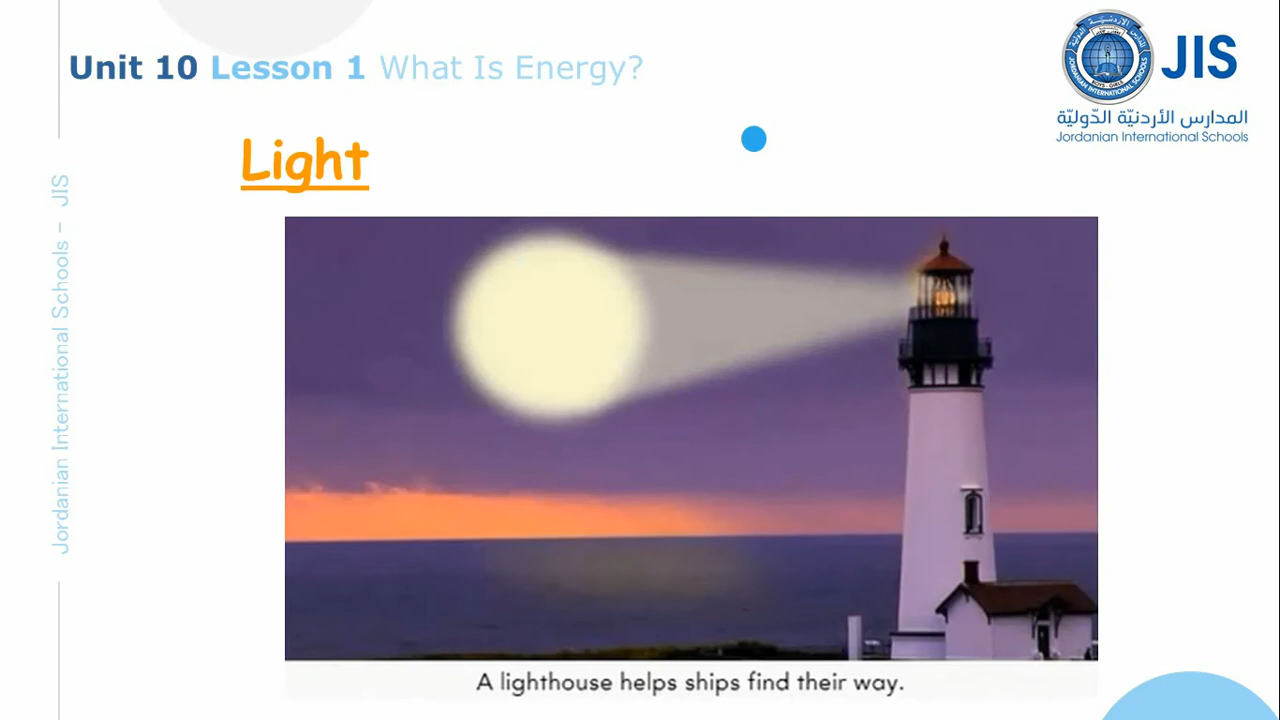 Unit 10 Lesson 1 What Is Energy?
JIS
المدارس الأردنيّة الدّوليّة
Jordanian International Schools
Light
Jordanian International Schools – JIS
A lighthouse helps ships find their way.